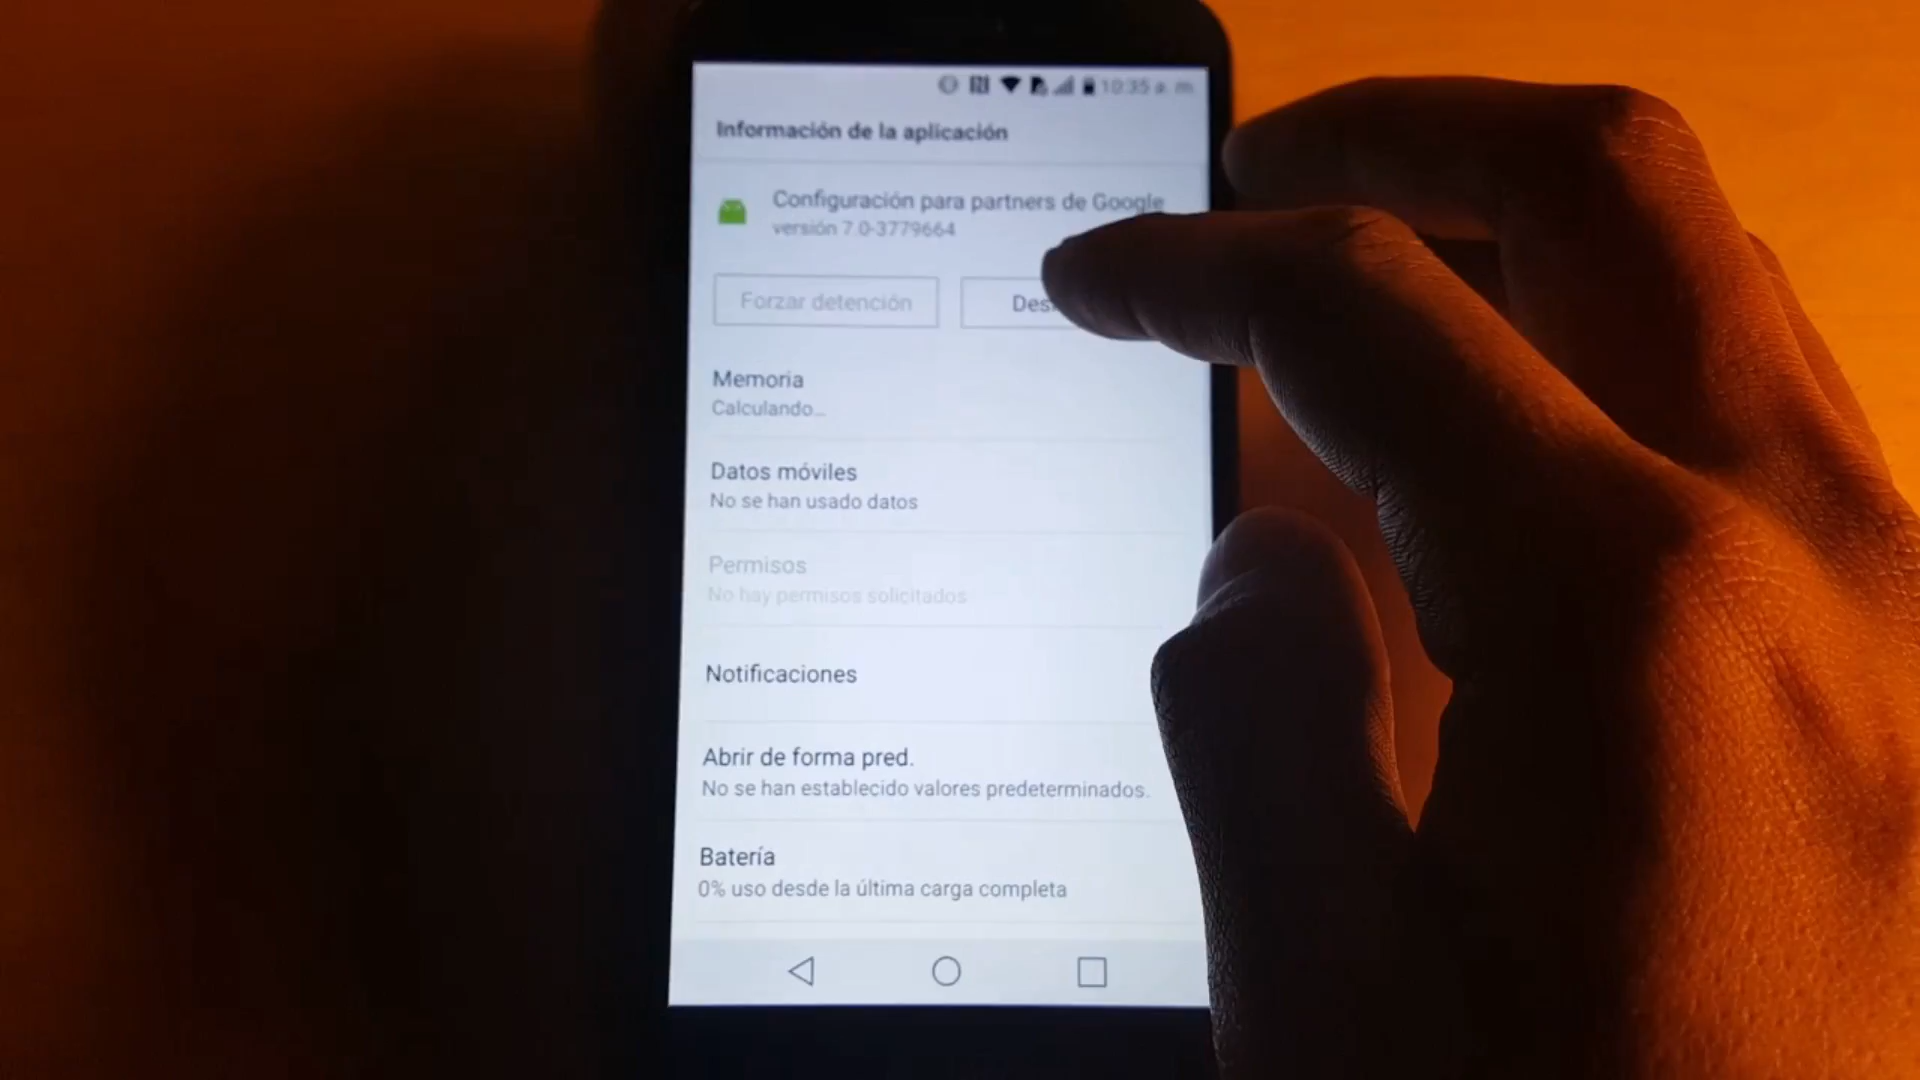 10:35 a. m.
Información de la aplicación
Configuración para partners de Google
versión 7.0-3779664
Forzar detención
Memoria
Calculando...
Datos móviles
No se han usado datos
Permisos
No hay permisos solicitados
Notificaciones
Abrir de forma pred.
No se han establecido valores predeterminados.
Batería
0% uso desde la última carga completa